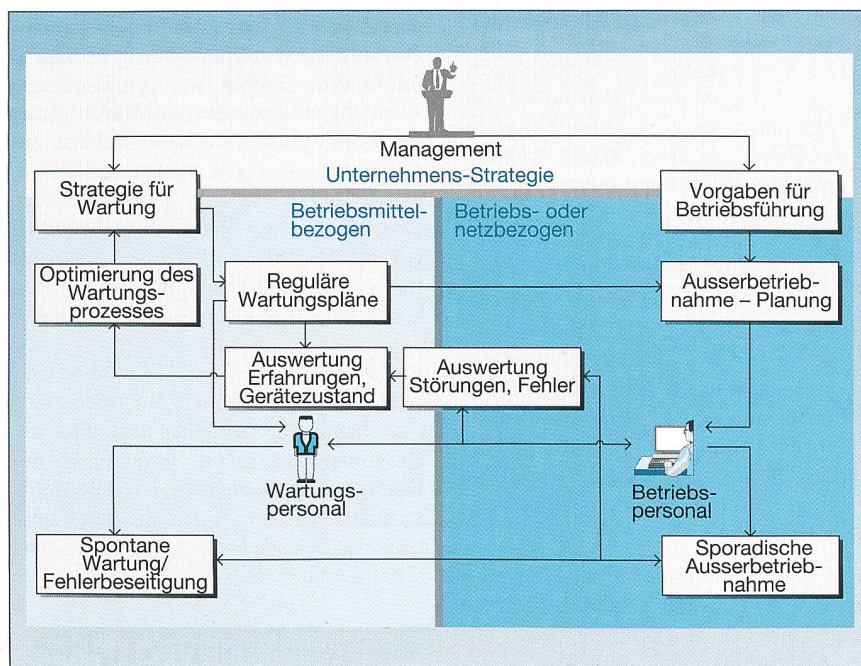 Management
Unternehmens-Strategie
Strategie für
Wartung
Vorgaben für
Betriebsführung
Betriebsmittel-
bezogen
Betriebs- oder
netzbezogen
Optimierung des
Wartungs-
prozesses
Reguläre
Wartungspläne
Ausserbetrieb-
nahme – Planung
Auswertung
Erfahrungen,
Gerätezustand
Auswertung
Störungen, Fehler
Wartungs-
personal
Betriebs-
personal
Spontane
Wartung/
Fehlerbeseitigung
Sporadische
Ausserbetrieb-
nahme